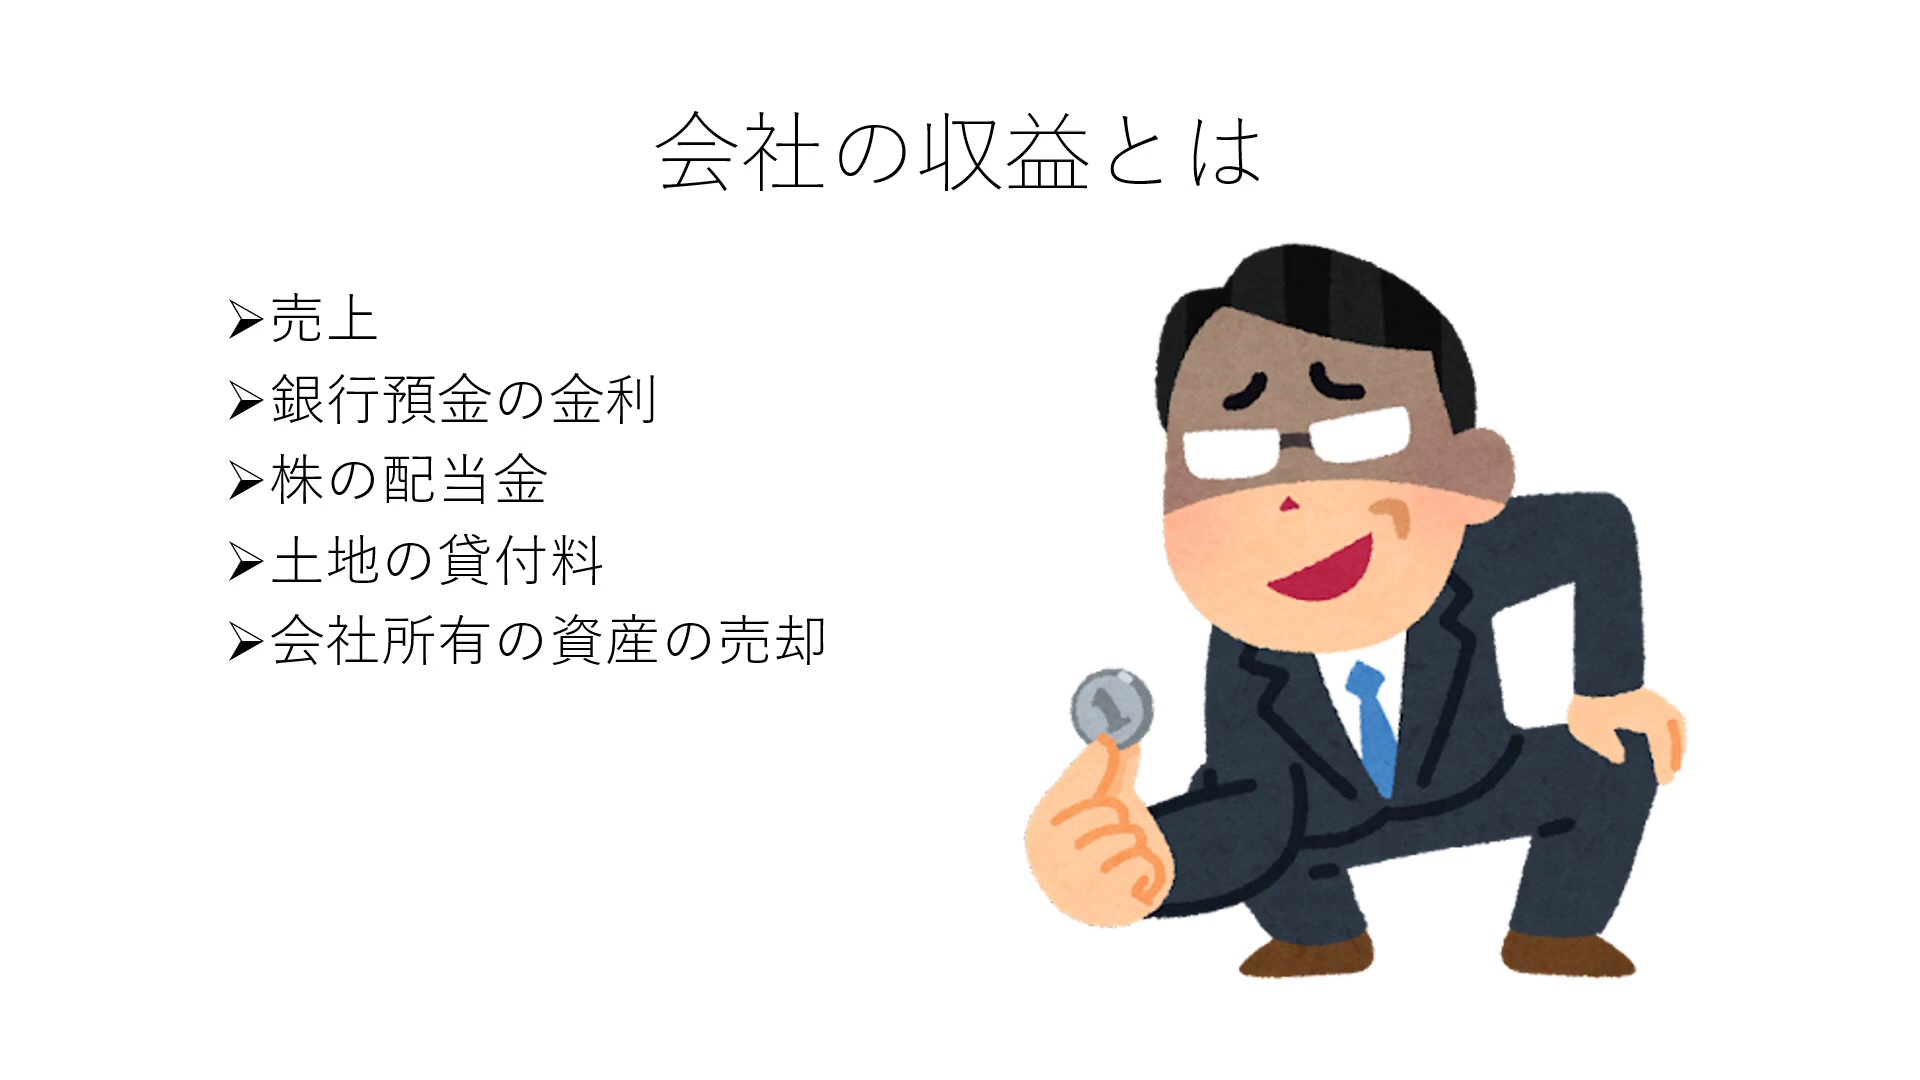 会社の収益とは
➢売上
➢銀行預金の金利
➢株の配当金
➢土地の貸付料
➢会社所有の資産の売却
1